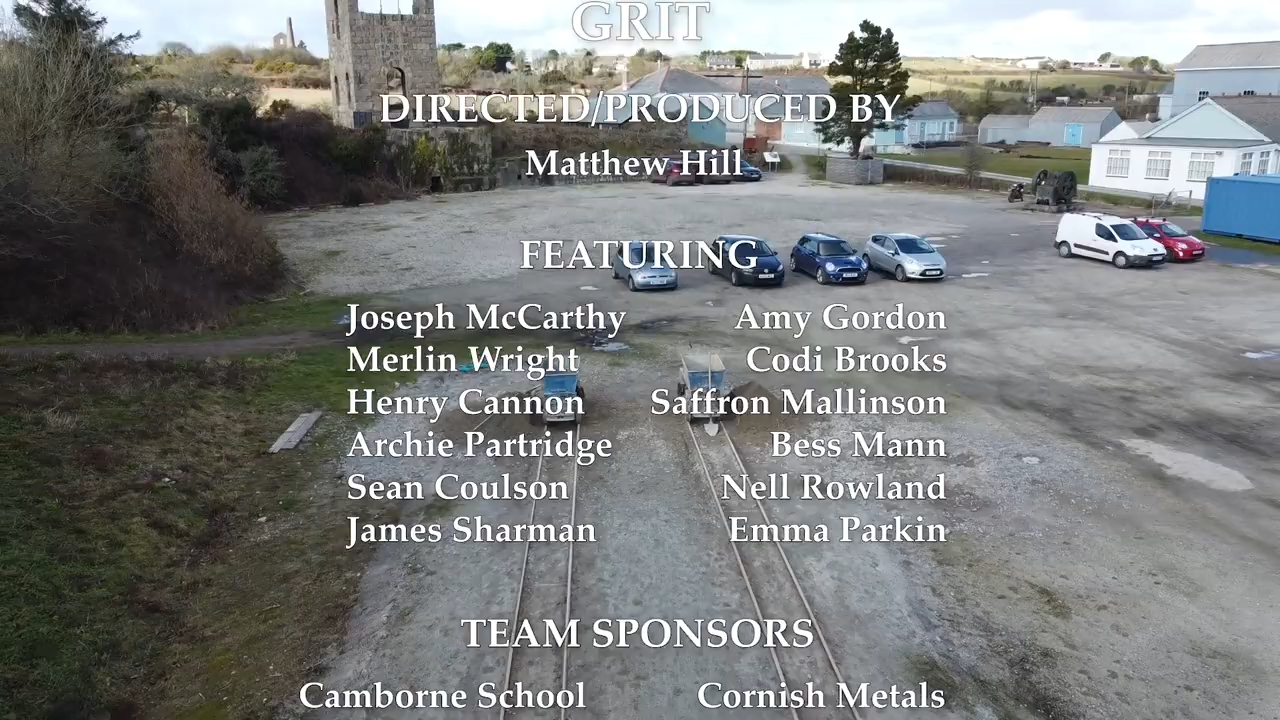 GRIT
DIRECTED/PRODUCED BY
Matthew Hill
FEATURING
Joseph McCarthy Amy Gordon
Merlin Wright Codi Brooks
Henry Cannon Saffron Mallinson
Archie Partridge Bess Mann
Sean Coulson Nell Rowland
James Sharman Emma Parkin
TEAM SPONSORS
Camborne School Cornish Metals